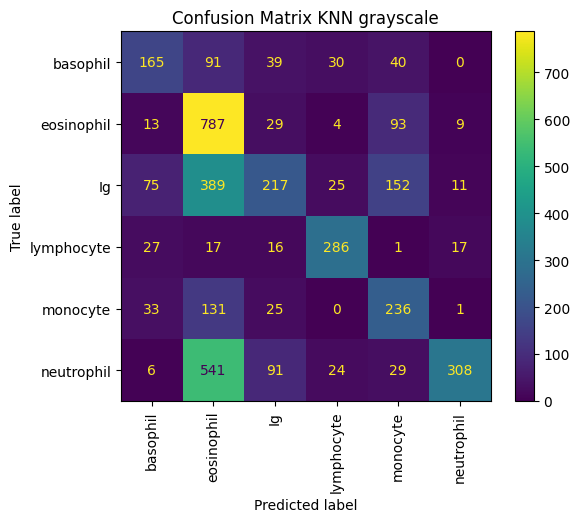 Confusion Matrix KNN grayscale
True label
basophil 165 91 39 30 40 0
eosinophil 13 787 29 4 93 9
Ig 75 389 217 25 152 11
lymphocyte 27 17 16 286 1 17
monocyte 33 131 25 0 236 1
neutrophil 6 541 91 24 29 308
basophil eosinophil Ig lymphocyte monocyte neutrophil
Predicted label
700
600
500
400
300
200
100
0